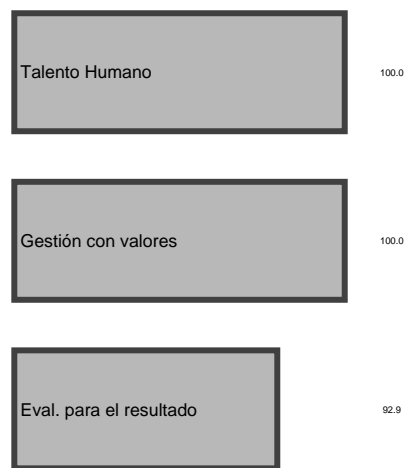 Talento Humano 100.0
Gestión con valores 100.0
Eval. para el resultado 92.9